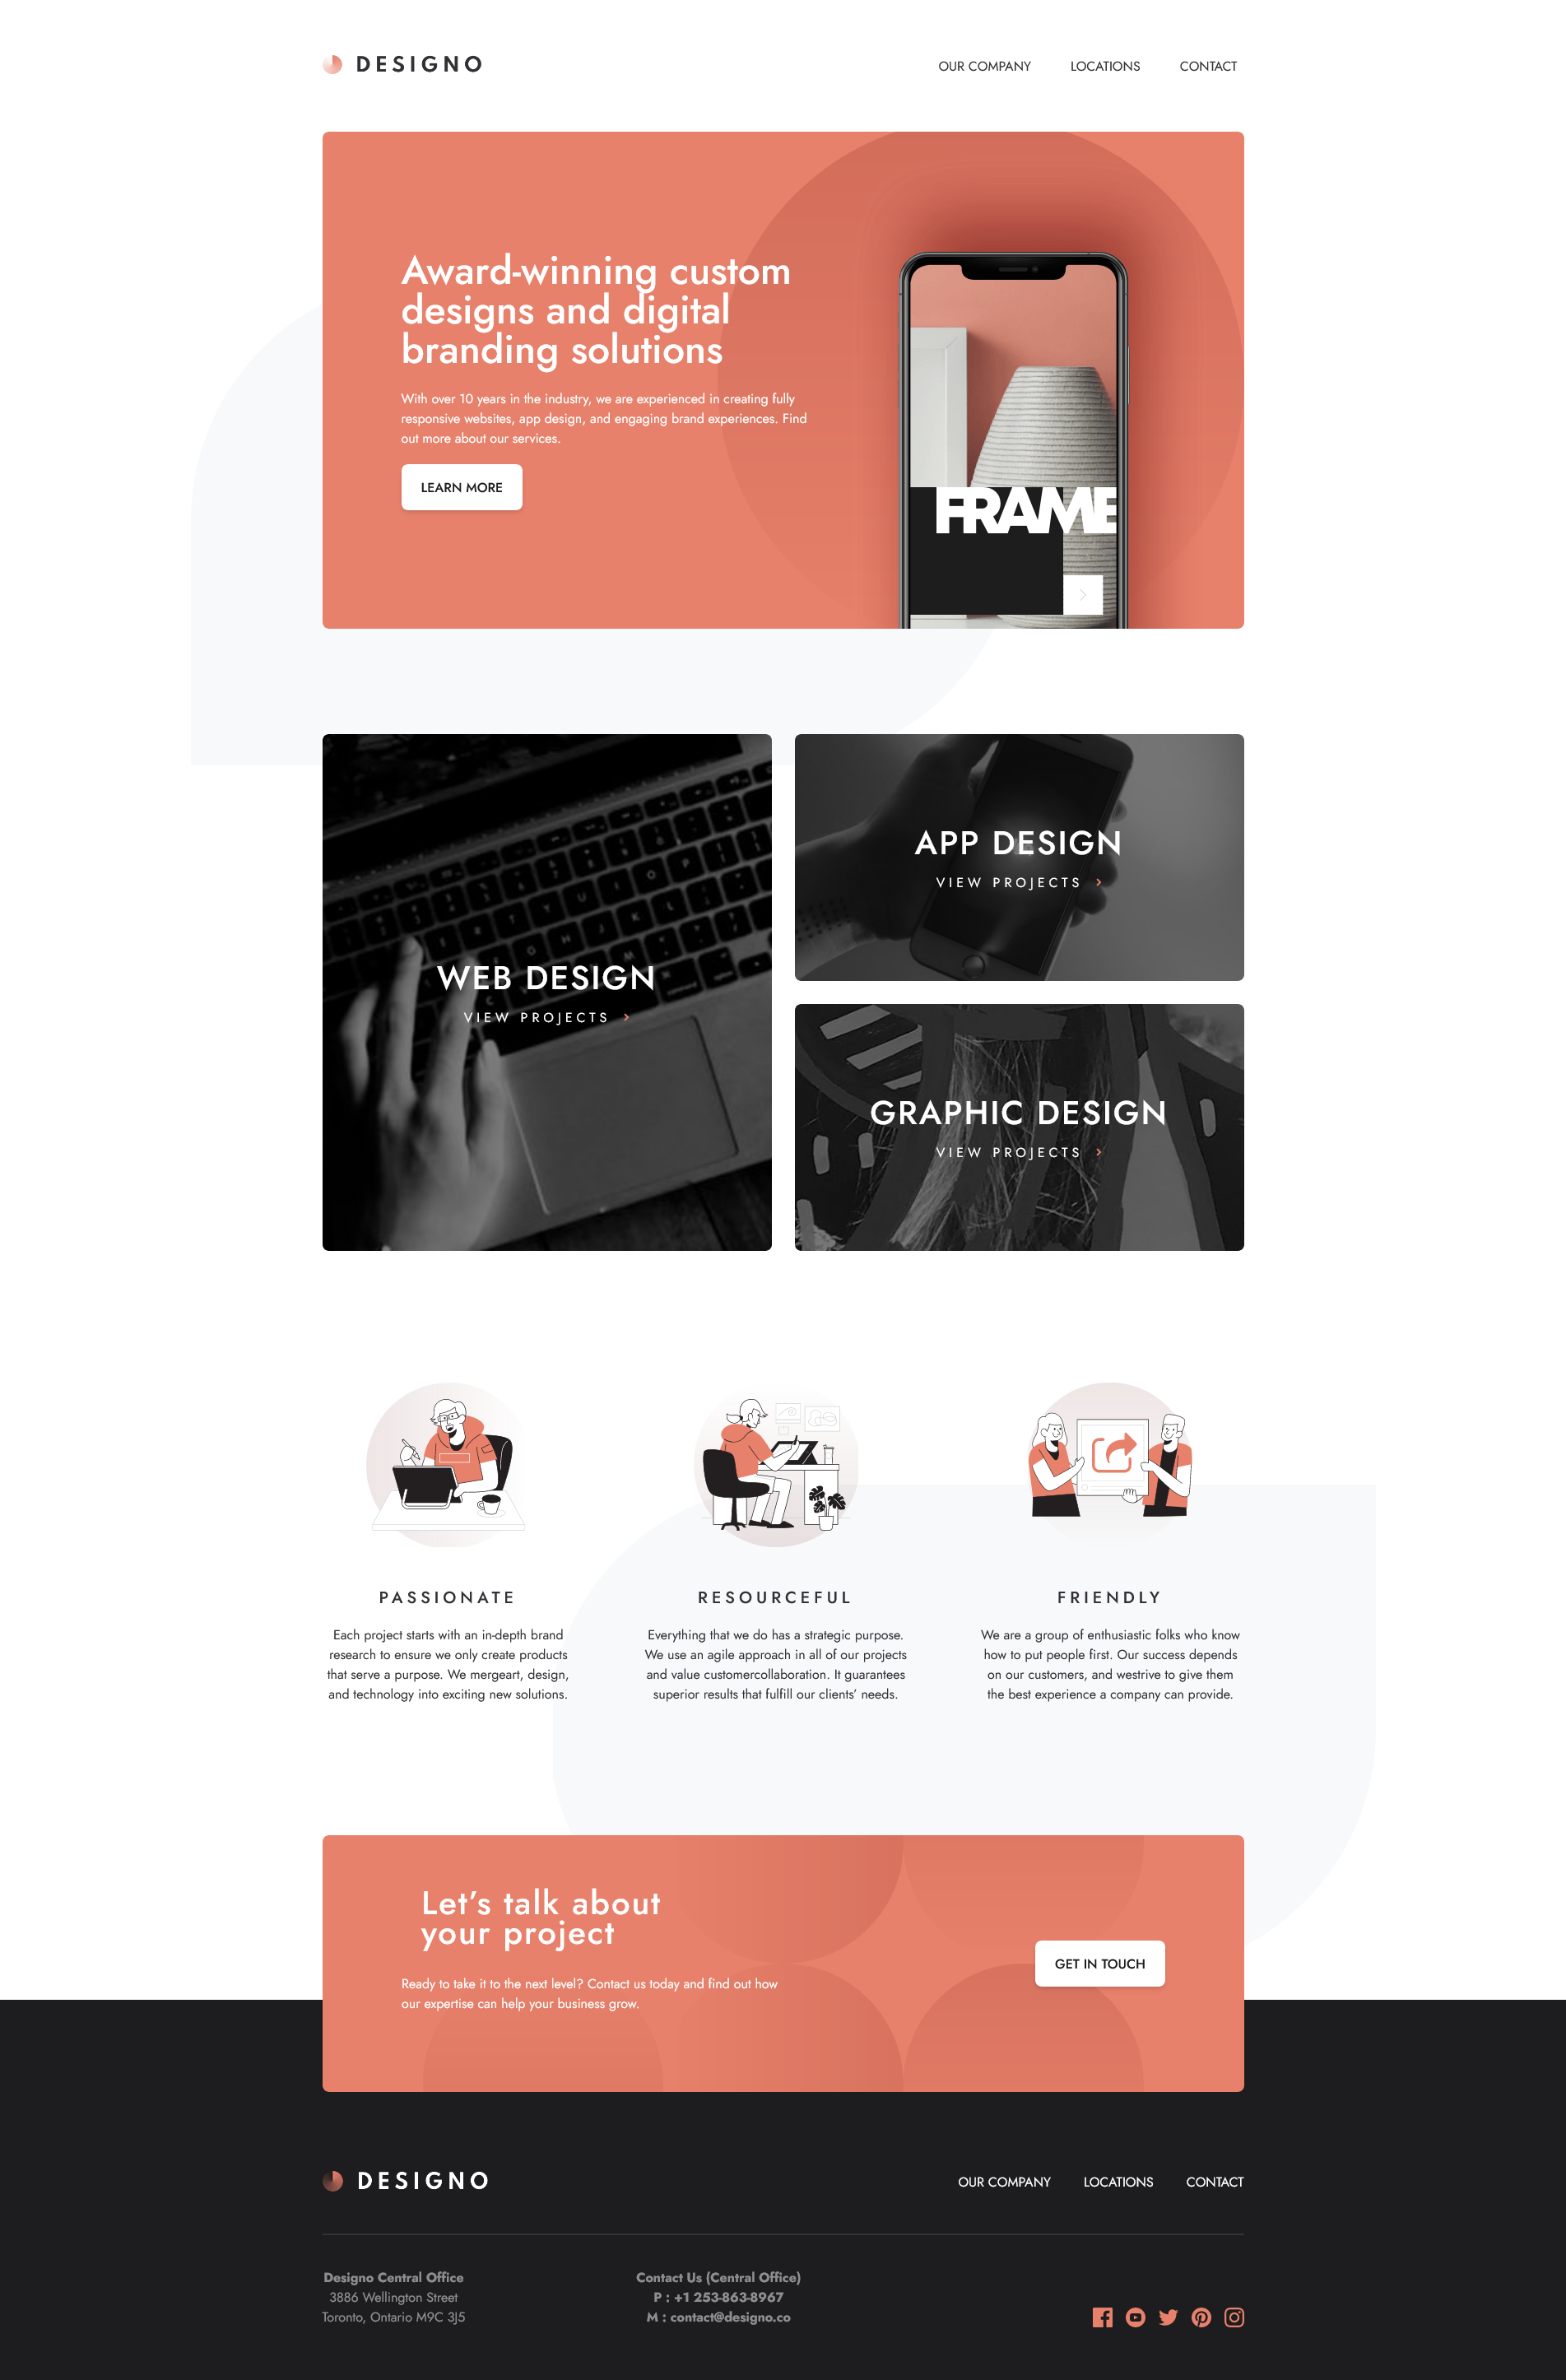 DESIGNO
OUR COMPANY LOCATIONS CONTACT
Award-winning custom
designs and digital
branding solutions
With over 10 years in the industry, we are experienced in creating fully
responsive websites, app design, and engaging brand experiences. Find
out more about our services.
LEARN MORE
FRAME
WEB DESIGN
VIEW PROJECTS
APP DESIGN
VIEW PROJECTS
GRAPHIC DESIGN
VIEW PROJECTS
PASSIONATE
Each project starts with an in-depth brand
research to ensure we only create products
that serve a purpose. We mergeart, design,
and technology into exciting new solutions.
RESOURCEFUL
Everything that we do has a strategic purpose.
We use an agile approach in all of our projects
and value customercollaboration. It guarantees
superior results that fulfill our clients’ needs.
FRIENDLY
We are a group of enthusiastic folks who know
how to put people first. Our success depends
on our customers, and westrive to give them
the best experience a company can provide.
Let’s talk about
your project
Ready to take it to the next level? Contact us today and find out how
our expertise can help your business grow.
GET IN TOUCH
DESIGNO
OUR COMPANY LOCATIONS CONTACT
Designo Central Office
3886 Wellington Street
Toronto, Ontario M9C 3J5
Contact Us (Central Office)
P : +1 253-863-8967
M : contact@designo.co